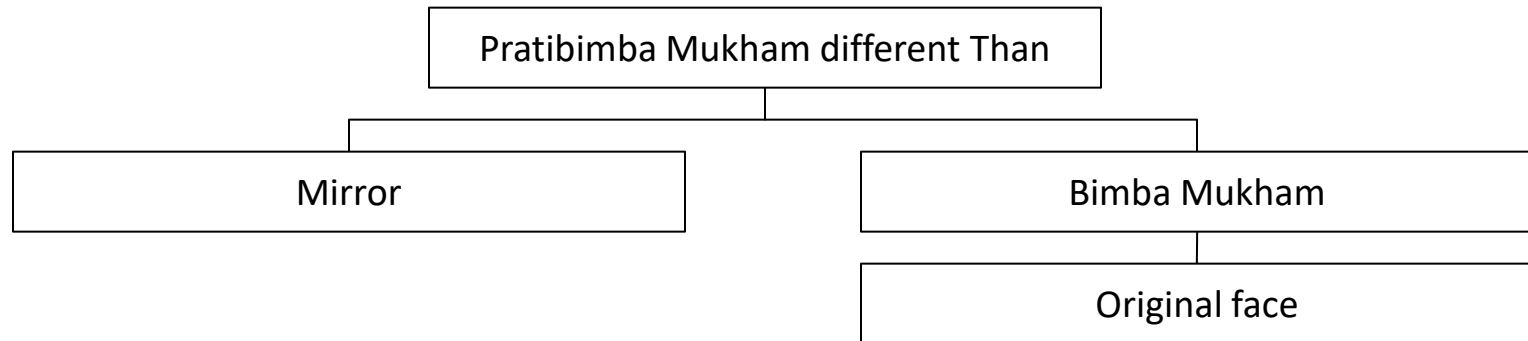 Pratibimba Mukham different Than
Mirror
Bimba Mukham
Original face